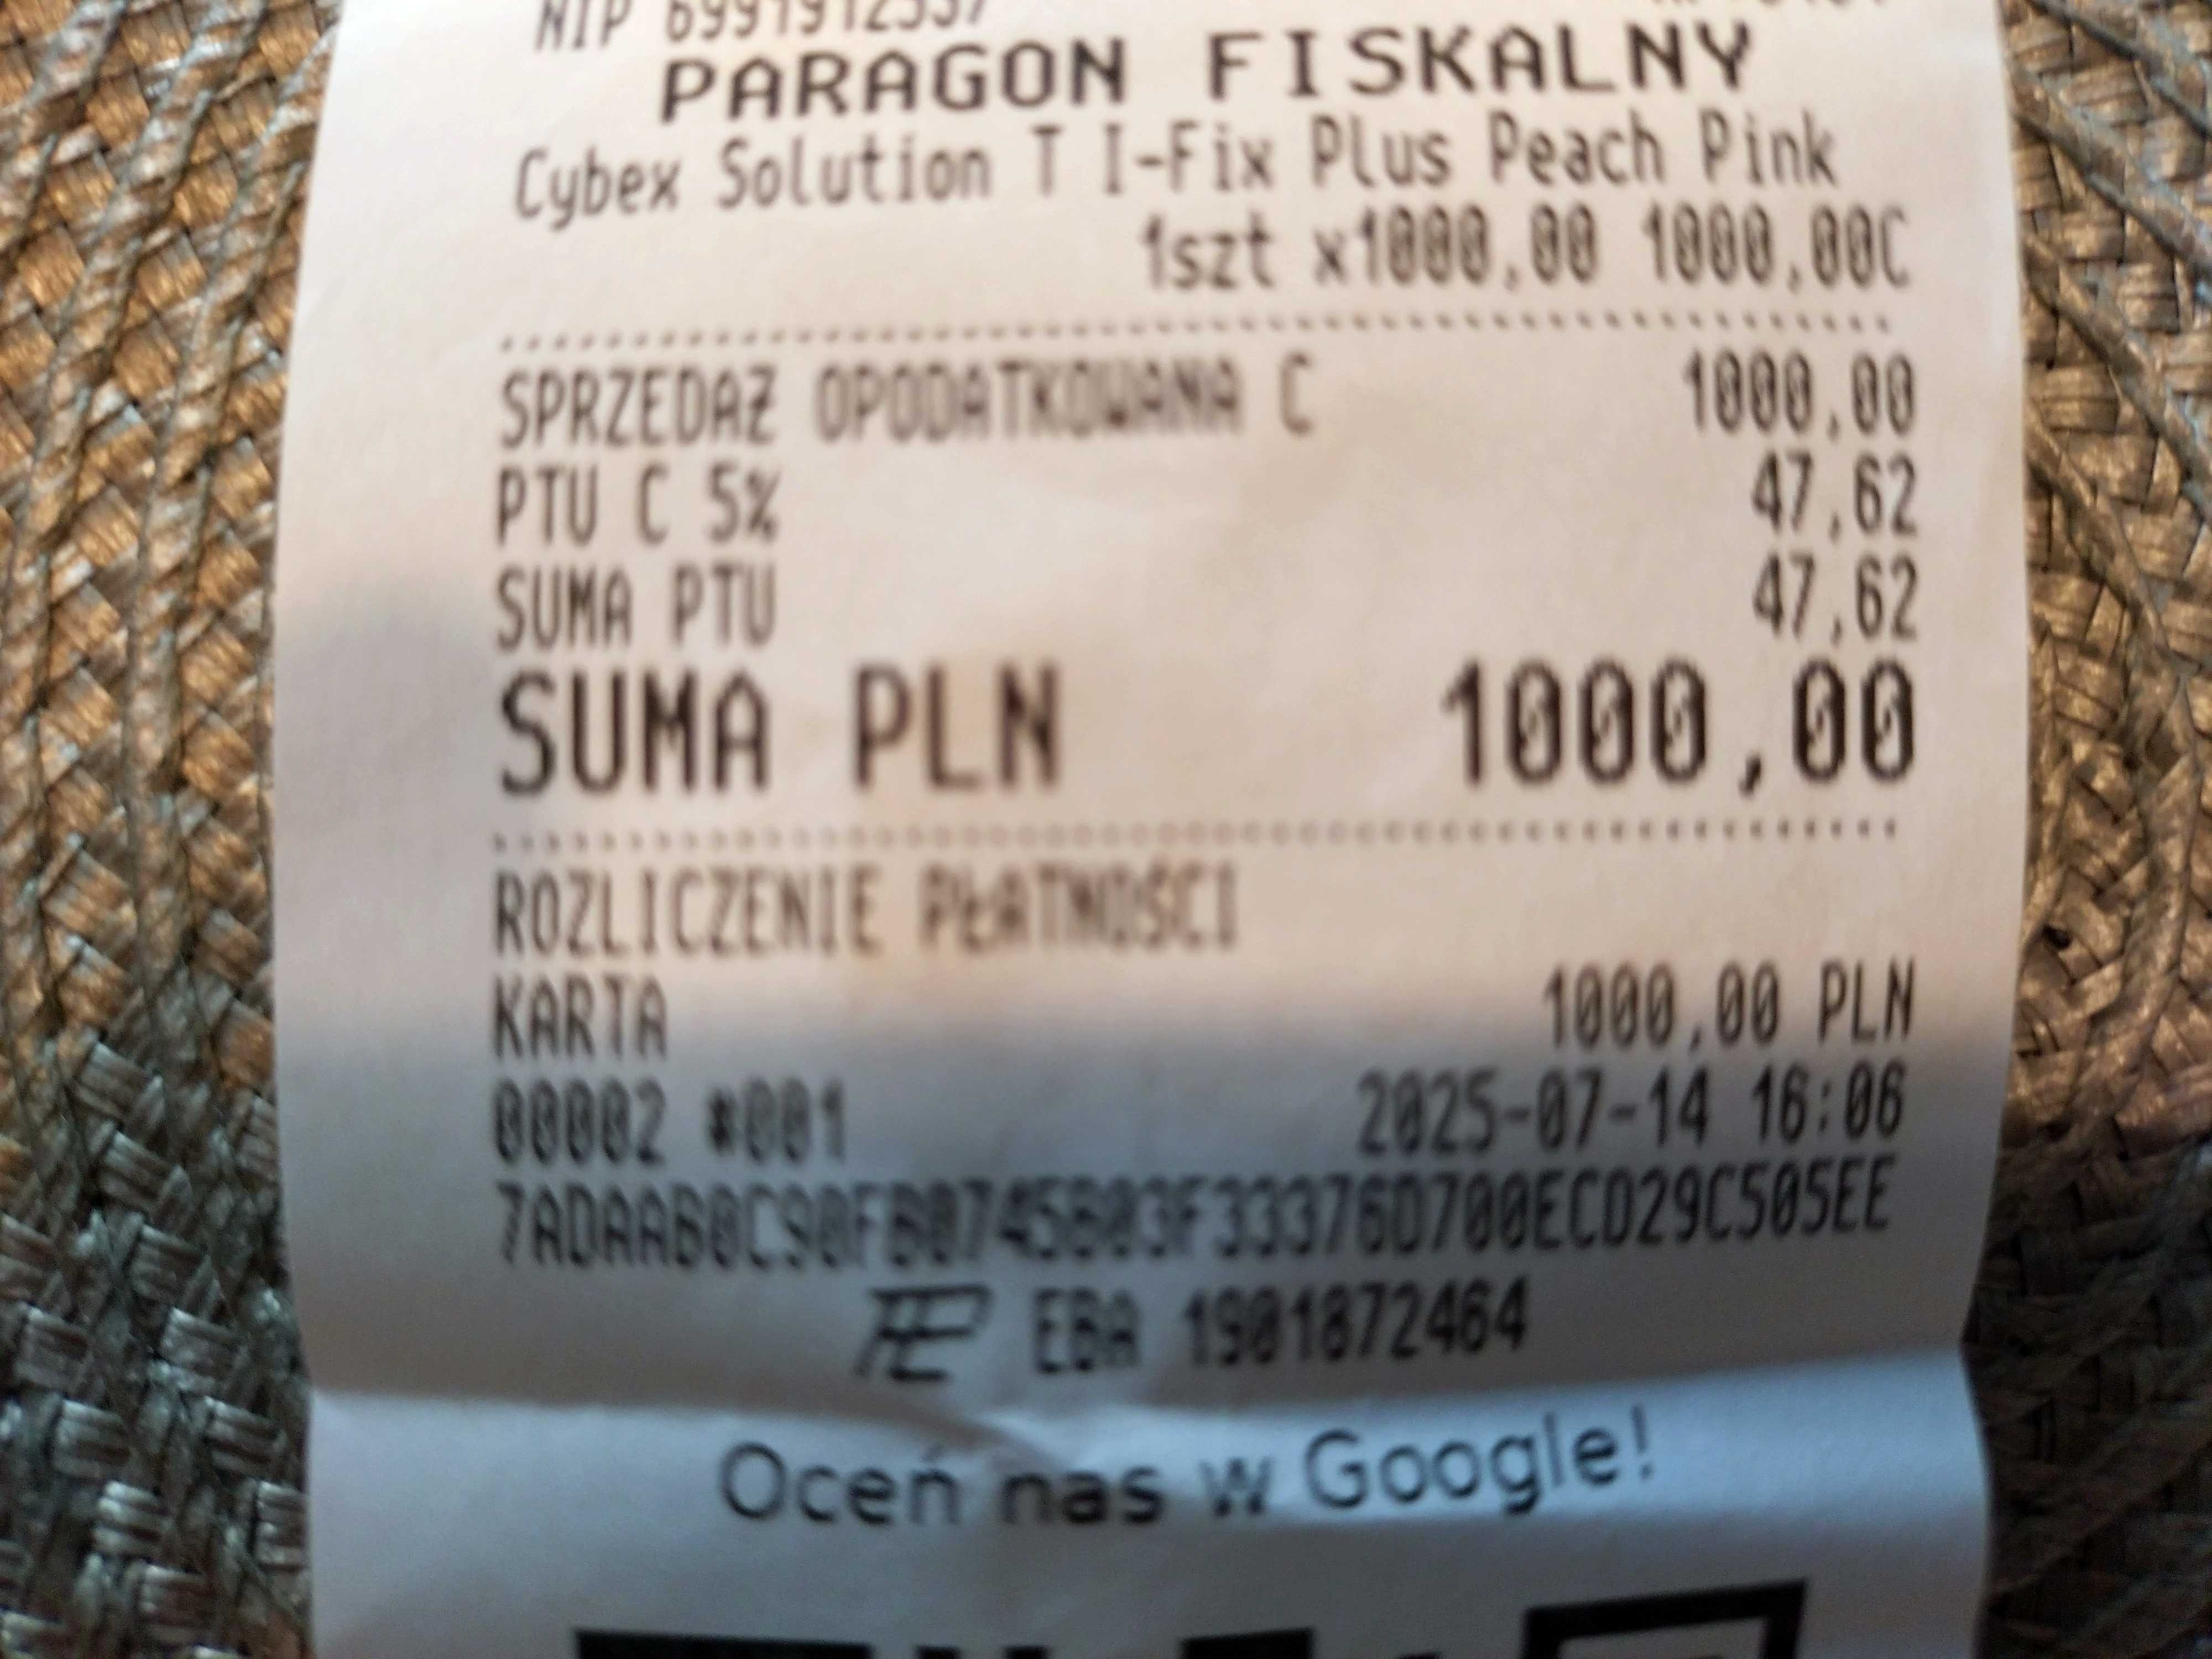 NIP
PARAGON FISKALNY
Cybex Solution T I-Fix Plus Peach Pink
1szt x1000,00 1000,00C
SPRZEDAŻ OPODATKOWANA C 1000,00
PTU C 5% 47,62
SUMA PTU 47,62
SUMA PLN 1000,00
ROZLICZENIE PŁATNOŚCI
KARTA 1000,00 PLN
00002 #001 2025-07-14 16:06
EBA 1901872464
Oceń nas w Google!